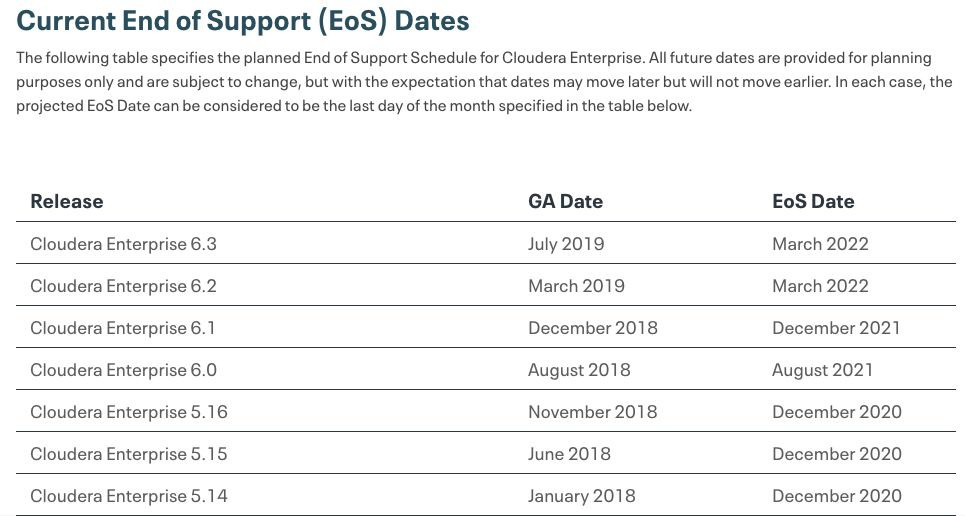 Current End of Support (EoS) Dates
The following table specifies the planned End of Support Schedule for Cloudera Enterprise. All future dates are provided for planning
purposes only and are subject to change, but with the expectation that dates may move later but will not move earlier. In each case, the
projected EoS Date can be considered to be the last day of the month specified in the table below.
Release GA Date EoS Date
Cloudera Enterprise 6.3 July 2019 March 2022
Cloudera Enterprise 6.2 March 2019 March 2022
Cloudera Enterprise 6.1 December 2018 December 2021
Cloudera Enterprise 6.0 August 2018 August 2021
Cloudera Enterprise 5.16 November 2018 December 2020
Cloudera Enterprise 5.15 June 2018 December 2020
Cloudera Enterprise 5.14 January 2018 December 2020